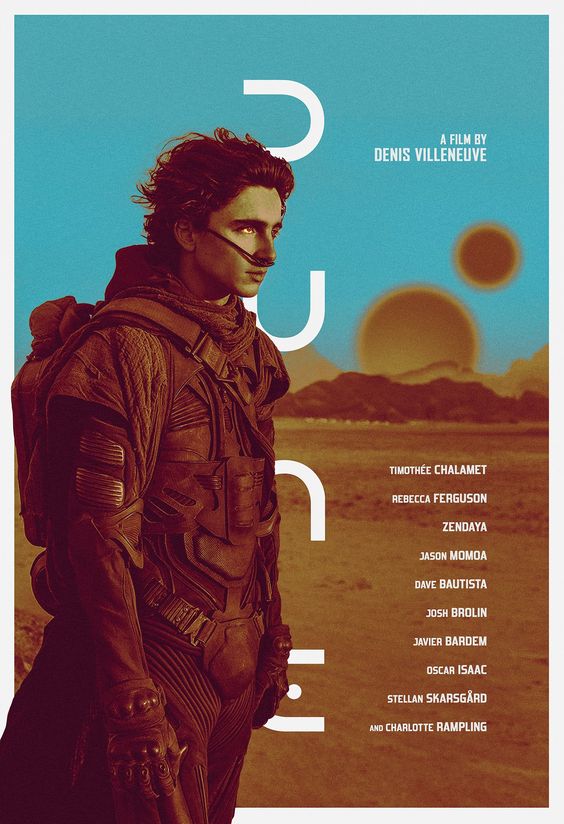 DUNE
A FILM BY
DENIS VILLENEUVE
TIMOTHÉE CHALAMET
REBECCA FERGUSON
ZENDAYA
JASON MOMOA
DAVE BAUTISTA
JOSH BROLIN
JAVIER BARDEM
OSCAR ISAAC
STELLAN SKARSGÅRD
AND CHARLOTTE RAMPLING